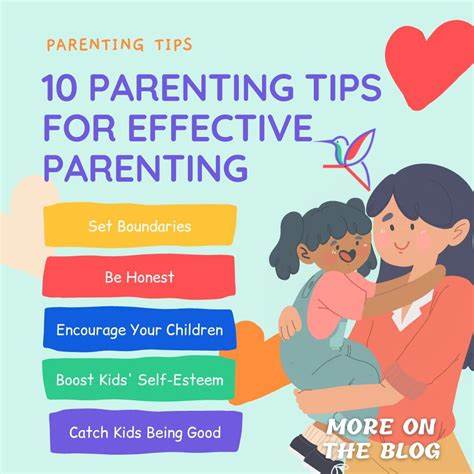 PARENTING TIPS
10 PARENTING TIPS
FOR EFFECTIVE
PARENTING
Set Boundaries
Be Honest
Encourage Your Children
Boost Kids' Self-Esteem
Catch Kids Being Good
MORE ON
THE BLOG